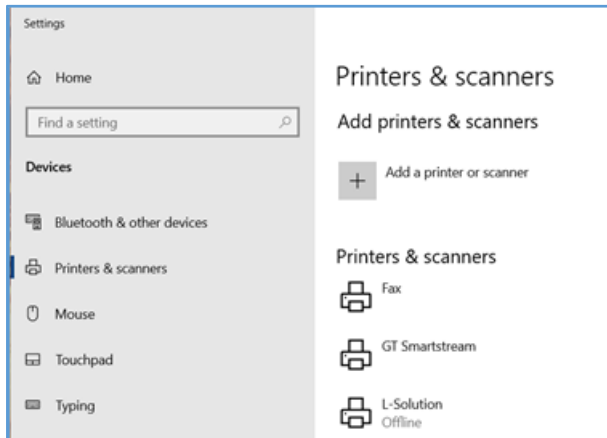 Settings
Home
Find a setting
Devices
Bluetooth & other devices
Printers & scanners
Mouse
Touchpad
Typing
Printers & scanners
Add printers & scanners
Add a printer or scanner
Printers & scanners
Fax
GT Smartstream
L-Solution
Offline